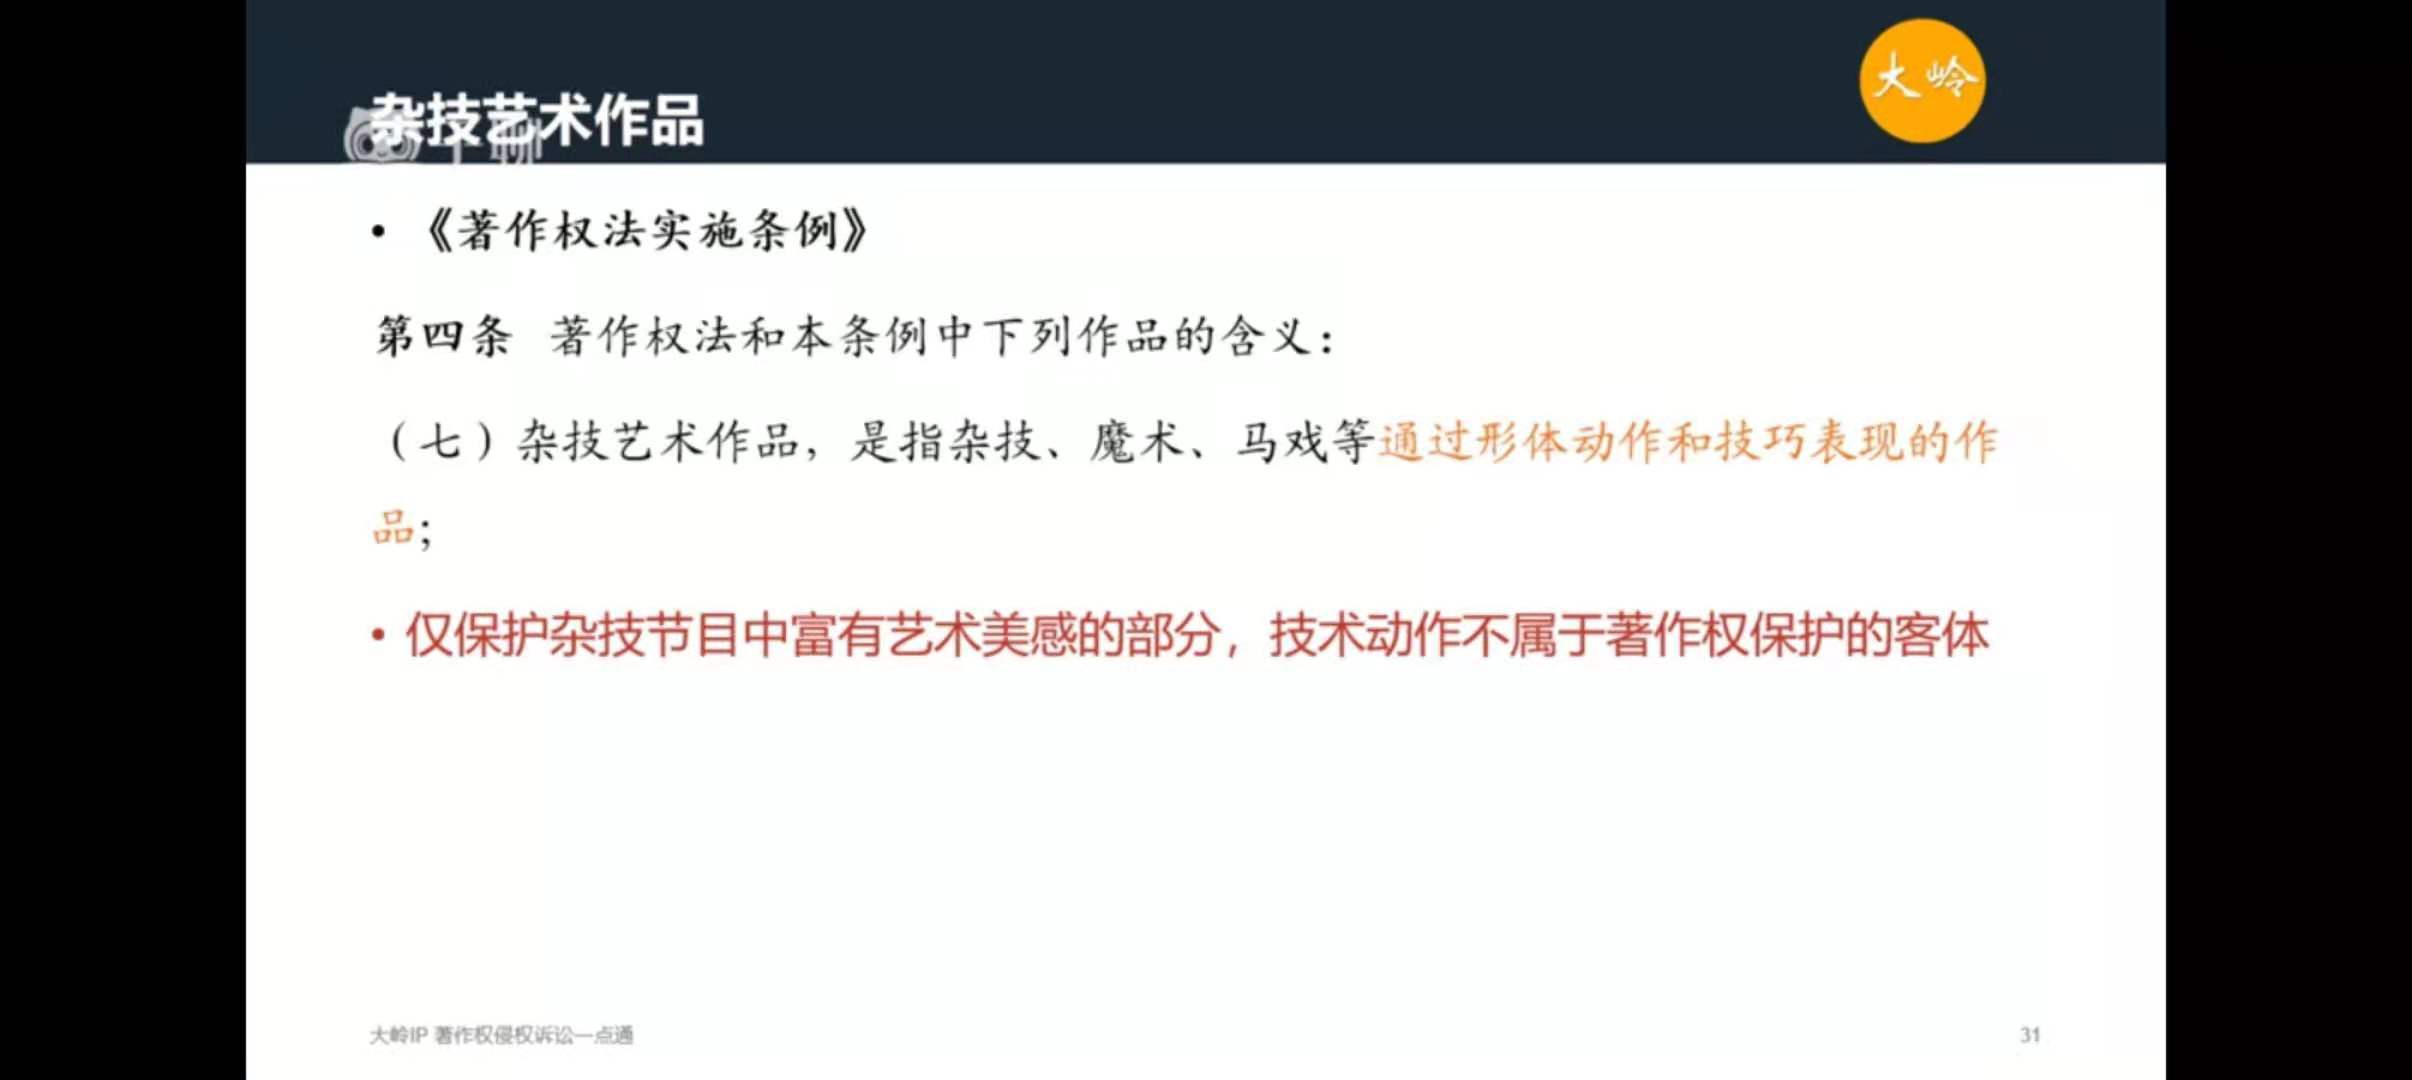 大岭
杂技艺术作品
• 《著作权法实施条例》
第四条 著作权法和本条例中下列作品的含义：
（七）杂技艺术作品，是指杂技、魔术、马戏等通过形体动作和技巧表现的作
品；
• 仅保护杂技节目中富有艺术美感的部分，技术动作不属于著作权保护的客体
大岭IP 著作权侵权诉讼一点通
31